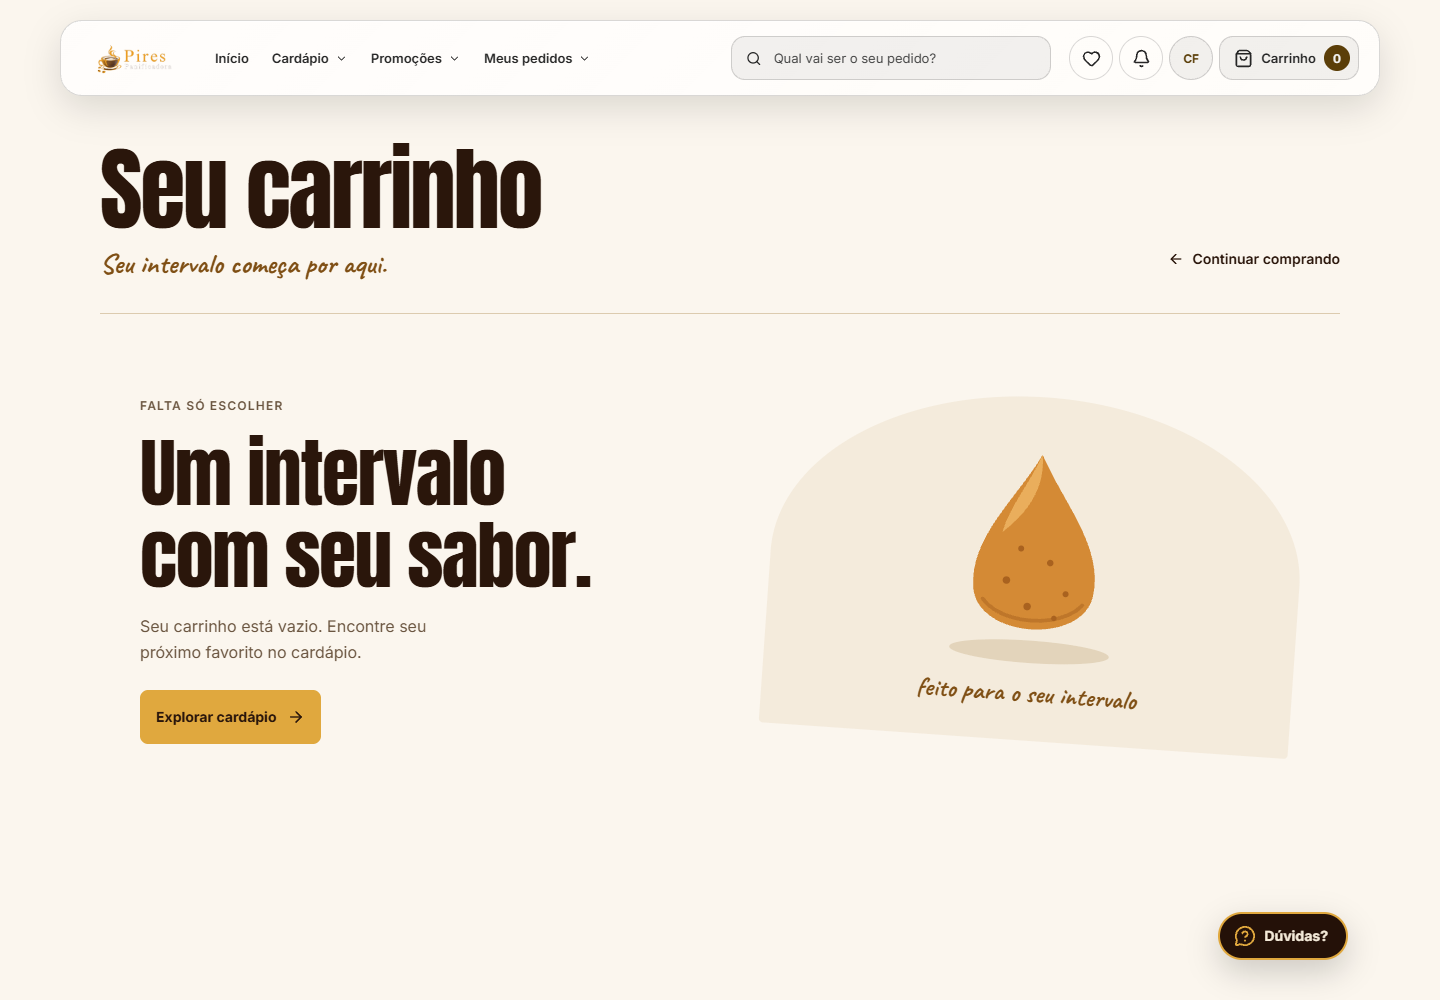 Pires
Início
Cardápio
Promoções
Meus pedidos
Qual vai ser o seu pedido?
CF
Carrinho
0
Seu carrinho
Seu intervalo começa por aqui.
Continuar comprando
FALTA SÓ ESCOLHER
Um intervalo
com seu sabor.
Seu carrinho está vazio. Encontre seu
próximo favorito no cardápio.
Explorar cardápio
feito para o seu intervalo
Dúvidas?